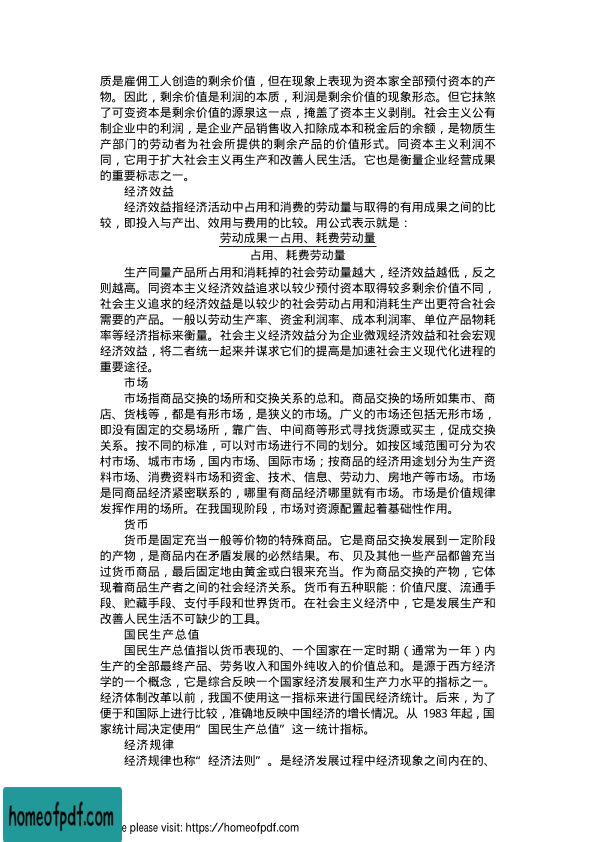 质是雇佣工人创造的剩余价值，但在现象上表现为资本家全部预付资本的产
物。因此，剩余价值是利润的本质，利润是剩余价值的现象形态。但它抹煞
了可变资本是剩余价值的源泉这一点，掩盖了资本主义剥削。社会主义公有
制企业中的利润，是企业产品销售收入扣除成本和税金后的余额，是物质生
产部门的劳动者为社会所提供的剩余产品的价值形式。同资本主义利润不
同，它用于扩大社会主义再生产和改善人民生活。它也是衡量企业经营成果
的重要标志之一。
经济效益
经济效益指经济活动中占用和消费的劳动量与取得的有用成果之间的比
较，即投入与产出、效用与费用的比较。用公式表示就是：
劳动成果一占用、耗费劳动量
占用、耗费劳动量
生产同量产品所占用和消耗掉的社会劳动量越大，经济效益越低，反之
则越高。同资本主义经济效益追求以较少预付资本取得较多剩余价值不同，
社会主义追求的经济效益是以较少的社会劳动占用和消耗生产出更符合社会
需要的产品。一般以劳动生产率、资金利润率、成本利润率、单位产品物耗
率等经济指标来衡量。社会主义经济效益分为企业微观经济效益和社会宏观
经济效益，将二者统一起来并谋求它们的提高是加速社会主义现代化进程的
重要途径。
市场
市场指商品交换的场所和交换关系的总和。商品交换的场所如集市、商
店、货栈等，都是有形市场，是狭义的市场。广义的市场还包括无形市场，
即没有固定的交易场所，靠广告、中间商等形式寻找货源或买主，促成交换
关系。按不同的标准，可以对市场进行不同的划分。如按区域范围可分为农
村市场、城市市场，国内市场、国际市场；按商品的经济用途划分为生产资
料市场、消费资料市场和资金、技术、信息、劳动力、房地产等市场。市场
是同商品经济紧密联系的，哪里有商品经济哪里就有市场。市场是价值规律
发挥作用的场所。在我国现阶段，市场对资源配置起着基础性作用。
货币
货币是固定充当一般等价物的特殊商品。它是商品交换发展到一定阶段
的产物，是商品内在矛盾发展的必然结果。布、贝及其他一些产品都曾充当
过货币商品，最后固定地由黄金或白银来充当。作为商品交换的产物，它体
现着商品生产者之间的社会经济关系。货币有五种职能：价值尺度、流通手
段、贮藏手段、支付手段和世界货币。在社会主义经济中，它是发展生产和
改善人民生活不可缺少的工具。
国民生产总值
国民生产总值指以货币表现的、一个国家在一定时期（通常为一年）内
生产的全部最终产品、劳务收入和国外纯收入的价值总和。是源于西方经济
学的一个概念，它是综合反映一个国家经济发展和生产力水平的指标之一。
经济体制改革以前，我国不使用这一指标来进行国民经济统计。后来，为了
便于和国际上进行比较，准确地反映中国经济的增长情况。从 1983 年起，国
家统计局决定使用“国民生产总值”这一统计指标。
经济规律
经济规律也称“经济法则”。是经济发展过程中经济现象之间内在的、
homeofpdf.com
please visit: https://homeofpdf.com